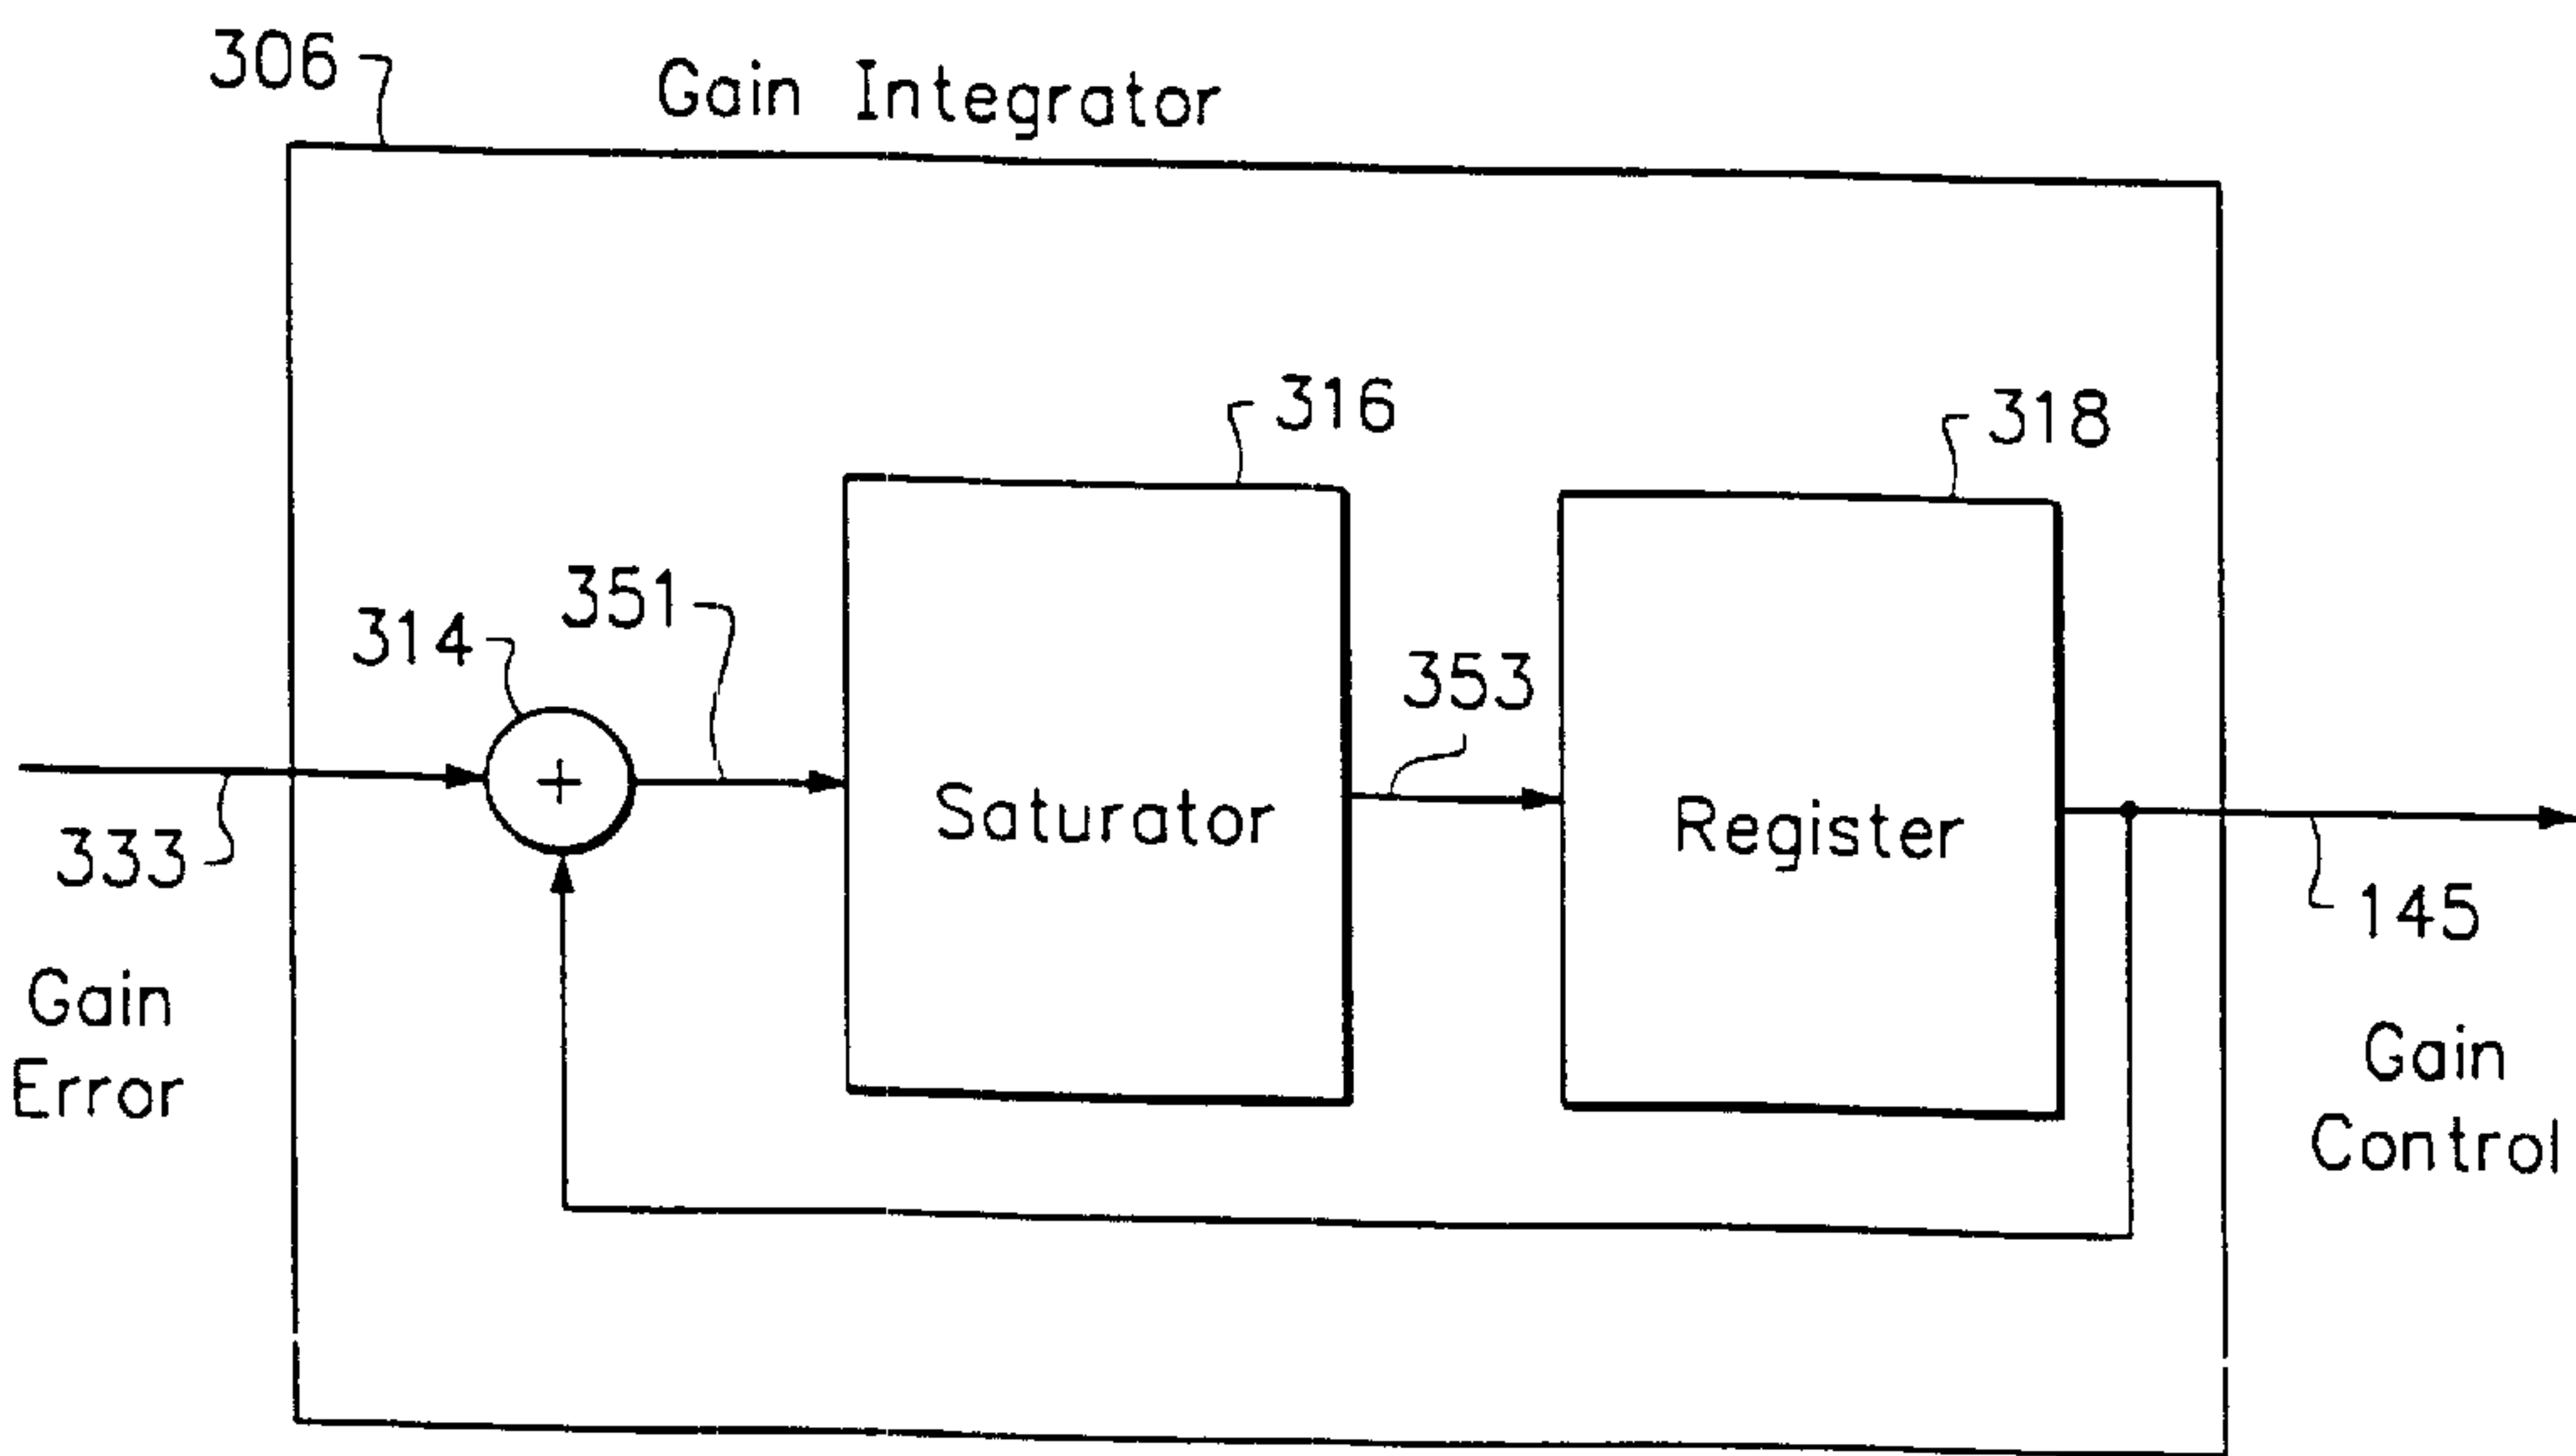 306
Gain Integrator
316
318
351
314
353
Saturator
Register
333
145
Gain
Error
Gain
Control
+